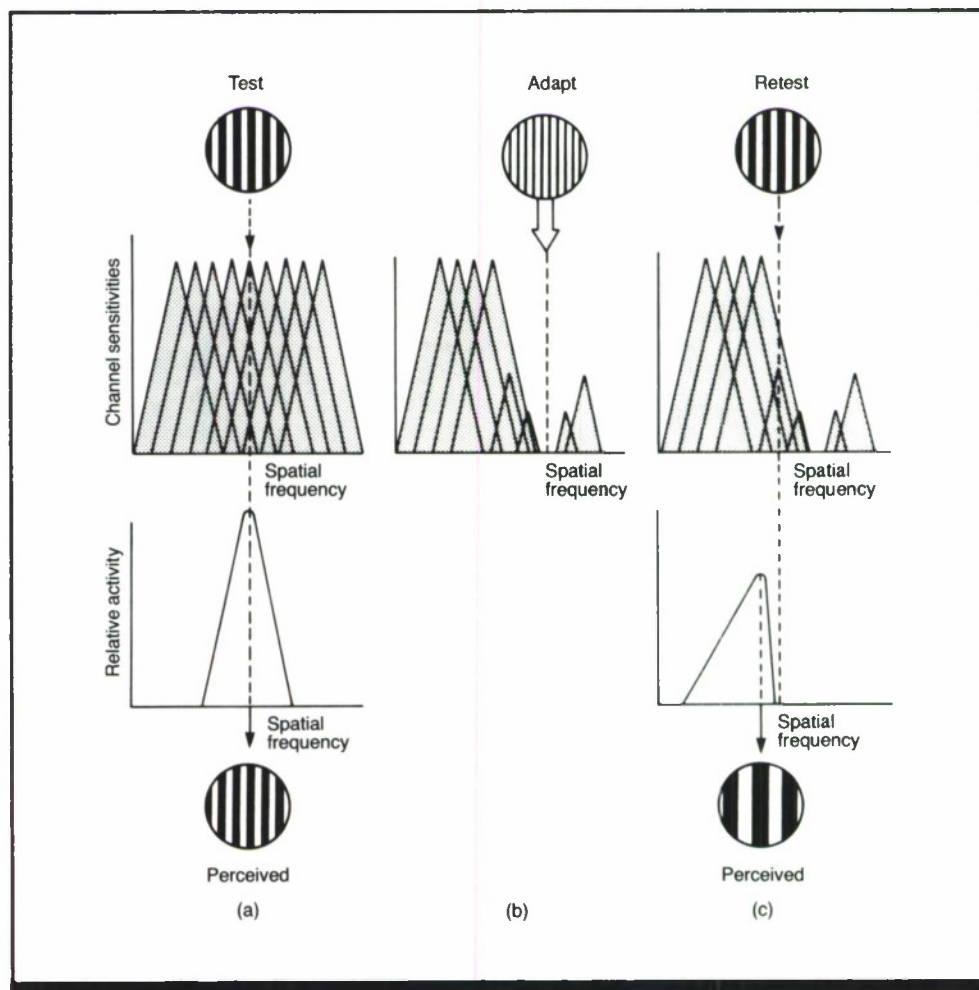 Test
Adapt
Retest
Channel sensitivities
Spatial
frequency
Spatial
frequency
Spatial
frequency
Relative activity
Spatial
frequency
Spatial
frequency
Perceived
Perceived
(a)
(b)
(c)